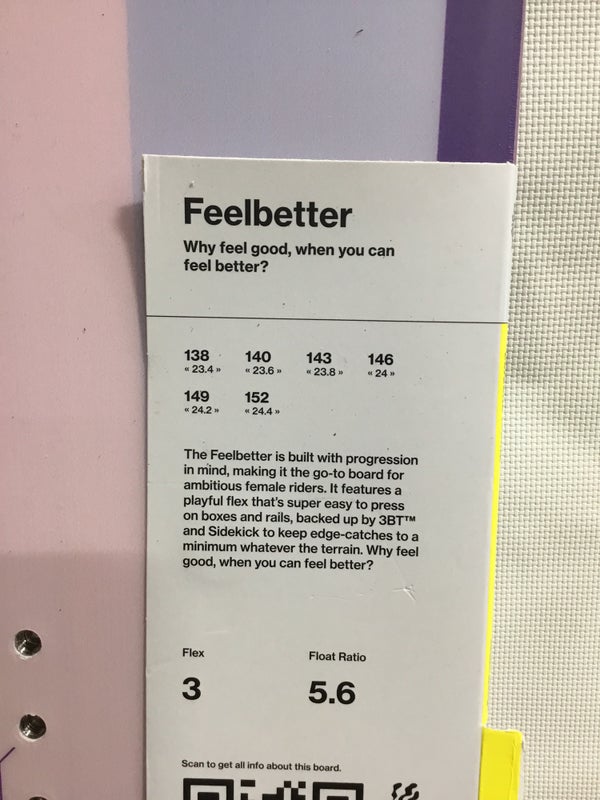 Feelbetter
Why feel good, when you can
feel better?
138 140 143 146
« 23.4 » « 23.6 » « 23.8 » « 24 »
149 152
« 24.2 » « 24.4 »
The Feelbetter is built with progression
in mind, making it the go-to board for
ambitious female riders. It features a
playful flex that's super easy to press
on boxes and rails, backed up by 3BT™
and Sidekick to keep edge-catches to a
minimum whatever the terrain. Why feel
good, when you can feel better?
Flex Float Ratio
3 5.6
Scan to get all info about this board.